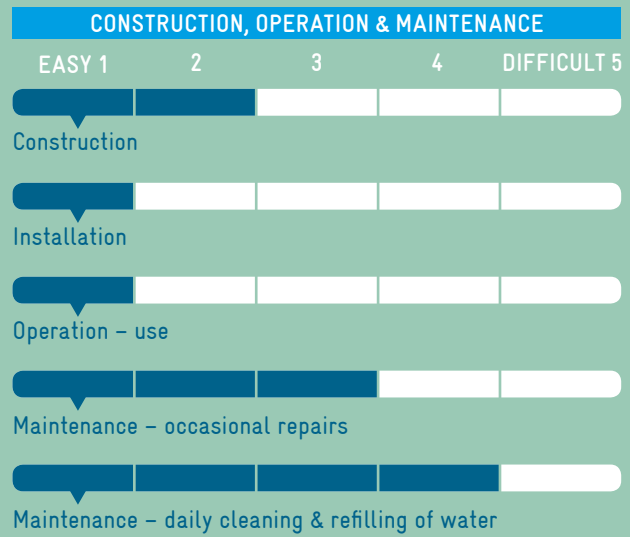 CONSTRUCTION, OPERATION & MAINTENANCE
EASY 1 2 3 4 DIFFICULT 5
Construction
Installation
Operation – use
Maintenance – occasional repairs
Maintenance – daily cleaning & refilling of water